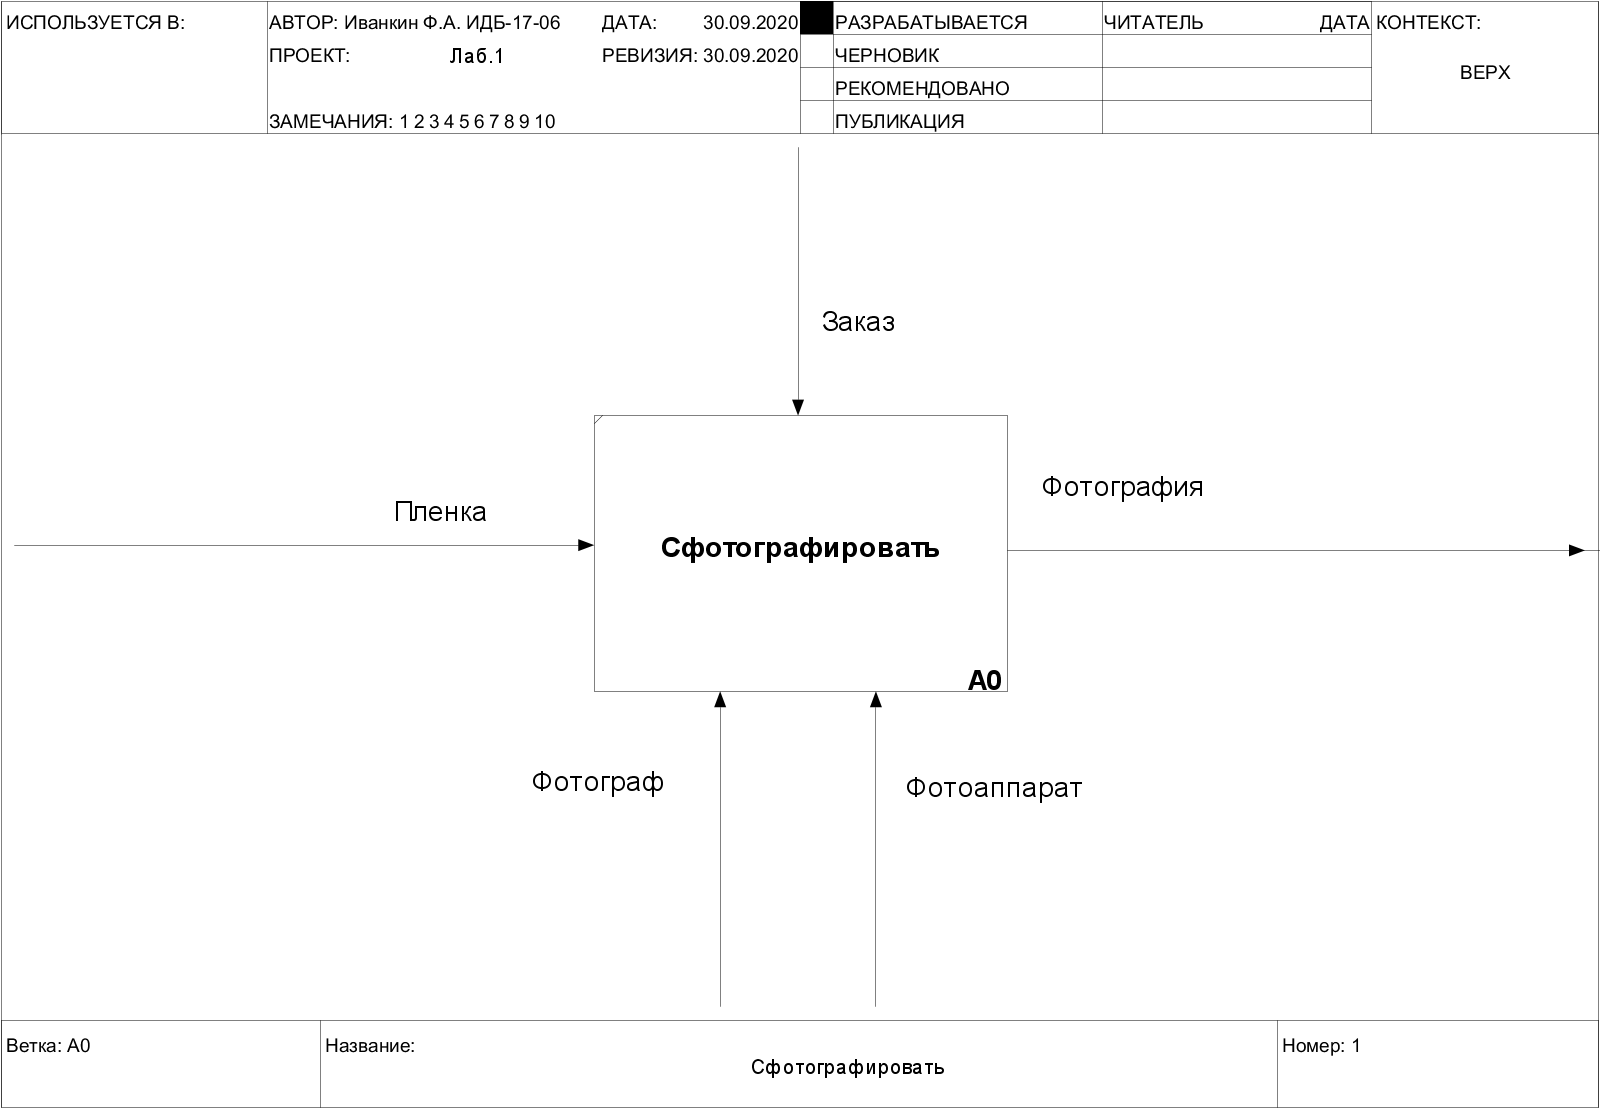 ИСПОЛЬЗУЕТСЯ В:
АВТОР: Иванкин Ф.А. ИДБ-17-06
ДАТА: 30.09.2020
ПРОЕКТ: Лаб.1
РЕВИЗИЯ: 30.09.2020
ЗАМЕЧАНИЯ: 1 2 3 4 5 6 7 8 9 10
РАЗРАБАТЫВАЕТСЯ
ЧЕРНОВИК
РЕКОМЕНДОВАНО
ПУБЛИКАЦИЯ
ЧИТАТЕЛЬ ДАТА
КОНТЕКСТ:
ВЕРХ
Заказ
Фотография
Пленка
Сфотографировать
A0
Фотограф
Фотоаппарат
Ветка: A0
Название:
Сфотографировать
Номер: 1